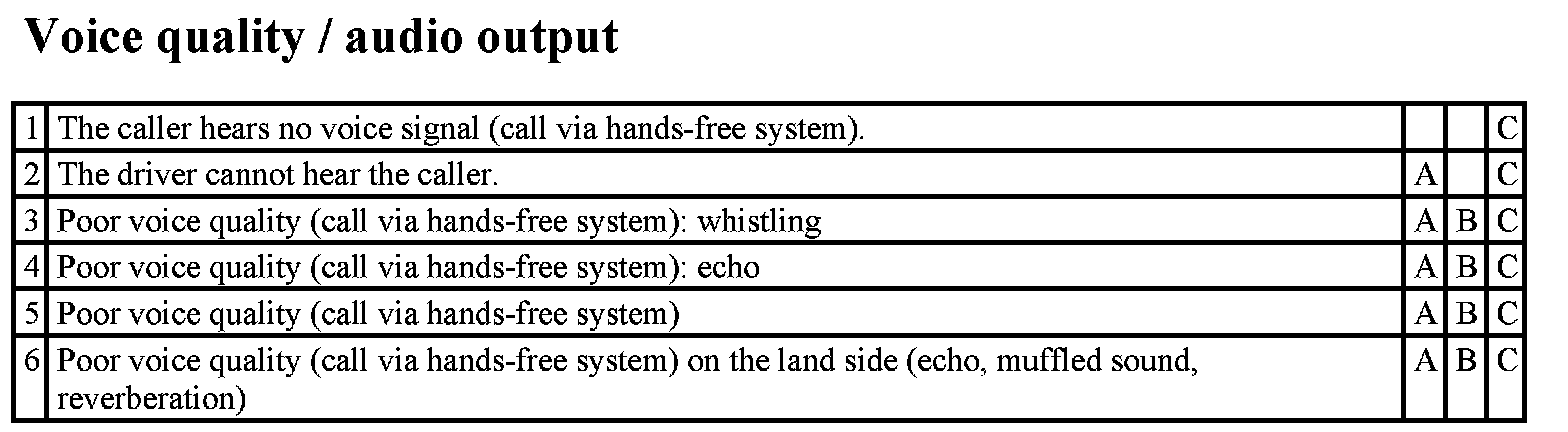 Voice quality / audio output
1 The caller hears no voice signal (call via hands-free system). C
2 The driver cannot hear the caller. A C
3 Poor voice quality (call via hands-free system): whistling A B C
4 Poor voice quality (call via hands-free system): echo A B C
5 Poor voice quality (call via hands-free system) A B C
6 Poor voice quality (call via hands-free system) on the land side (echo, muffled sound, A B C
reverberation)